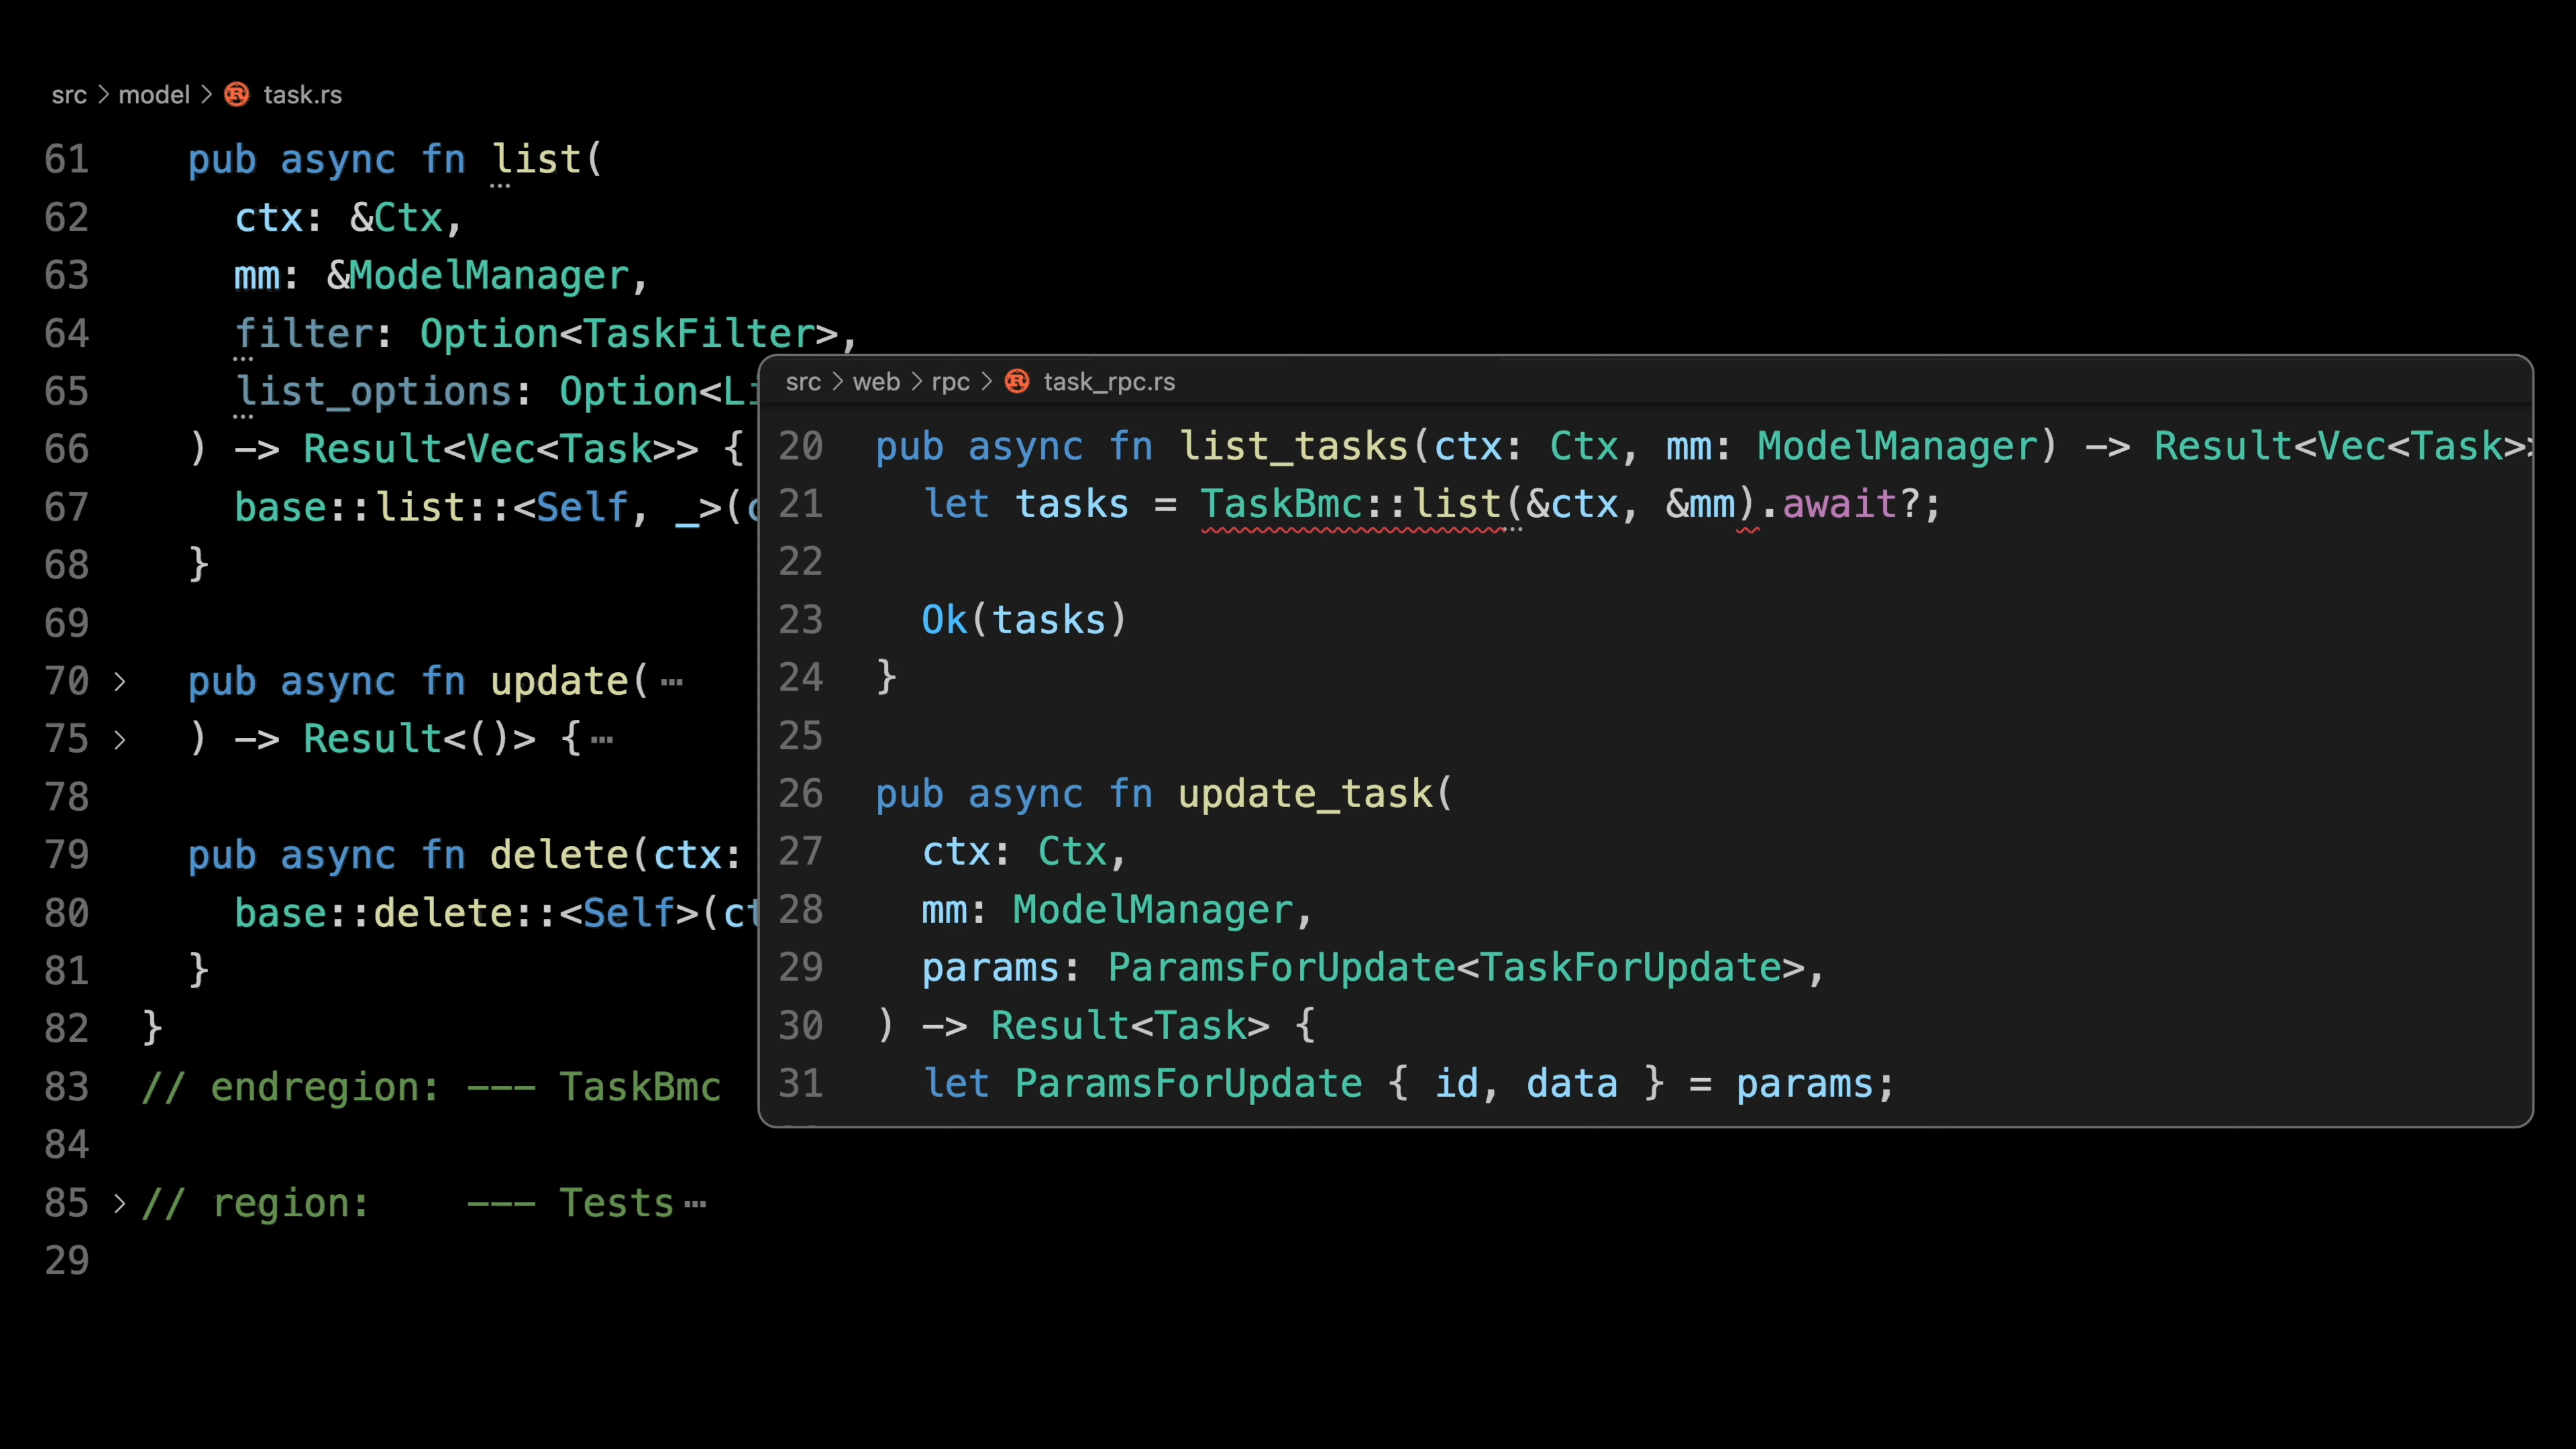 src > model > task.rs
61 pub async fn list(
62 ctx: &Ctx,
63 mm: &ModelManager,
64 filter: Option<TaskFilter>,
65 list_options: Option<Li
66 ) -> Result<Vec<Task>> {
67 base::list::<Self, _>(c
68 }
69
70 > pub async fn update( ⋯
75 > ) -> Result<()> { ⋯
78
79 pub async fn delete(ctx:
80 base::delete::<Self>(ct
81 }
82 }
83 // endregion: --- TaskBmc
84
85 > // region:    --- Tests ⋯
29
src > web > rpc > task_rpc.rs
20 pub async fn list_tasks(ctx: Ctx, mm: ModelManager) -> Result<Vec<Task>>
21 let tasks = TaskBmc::list(&ctx, &mm).await?;
22
23 Ok(tasks)
24 }
25
26 pub async fn update_task(
27 ctx: Ctx,
28 mm: ModelManager,
29 params: ParamsForUpdate<TaskForUpdate>,
30 ) -> Result<Task> {
31 let ParamsForUpdate { id, data } = params;